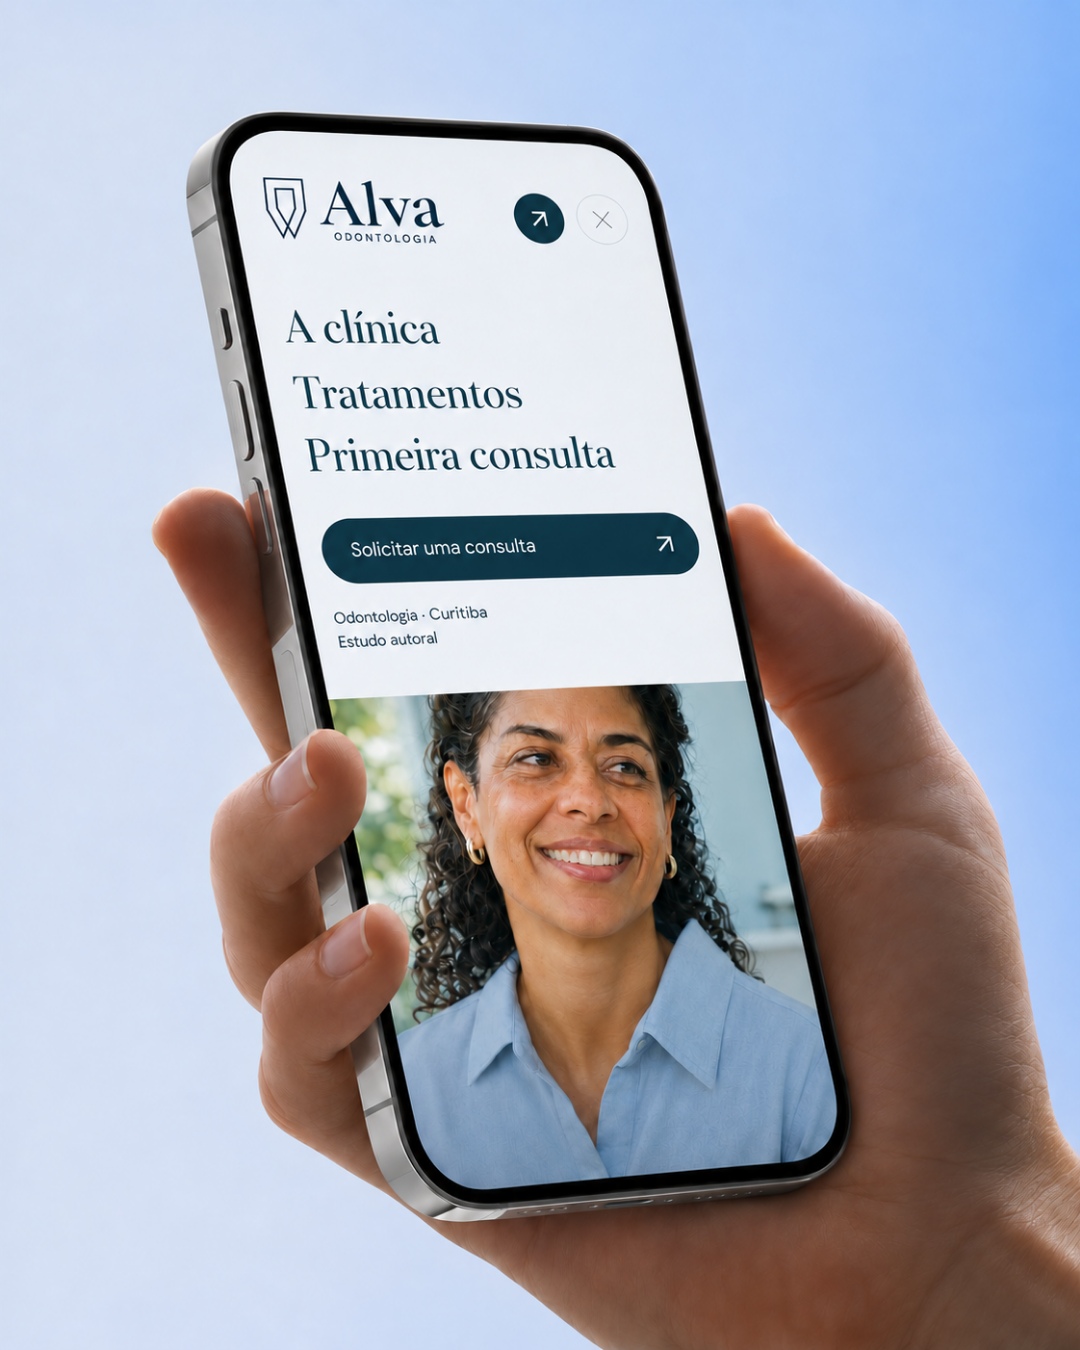 Alva
ODONTOLOGIA
A clínica
Tratamentos
Primeira consulta
Solicitar uma consulta
Odontologia · Curitiba
Estudo autoral